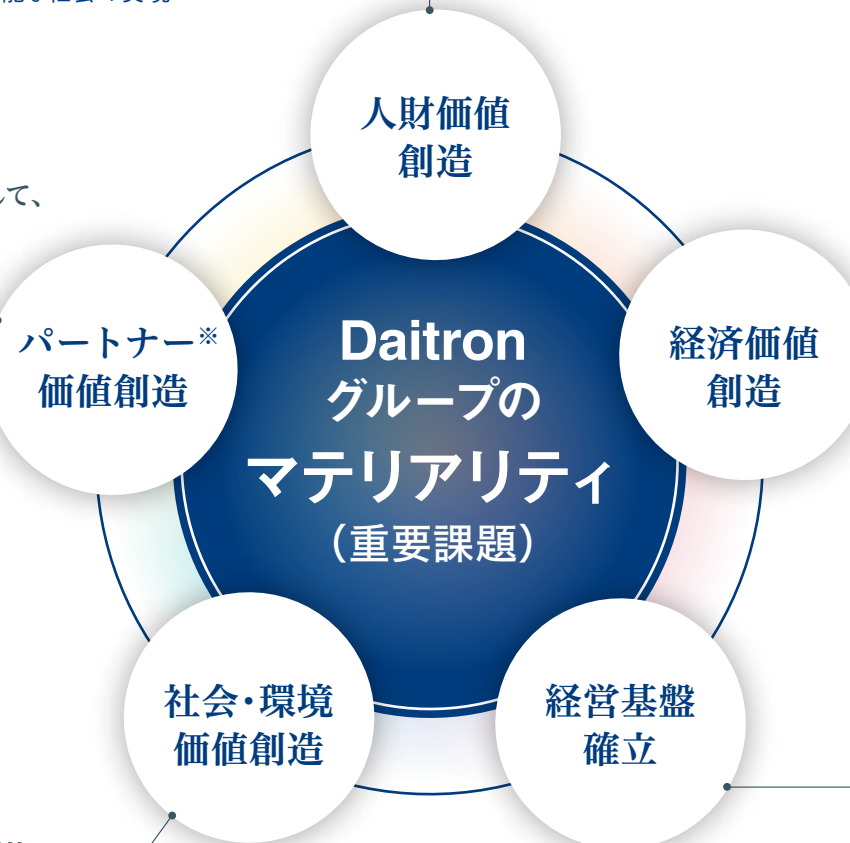 人財価値
創造
て、
パートナー※
価値創造
Daitron
グループの
マテリアリティ
（重要課題）
経済価値
創造
社会・環境
価値創造
経営基盤
確立